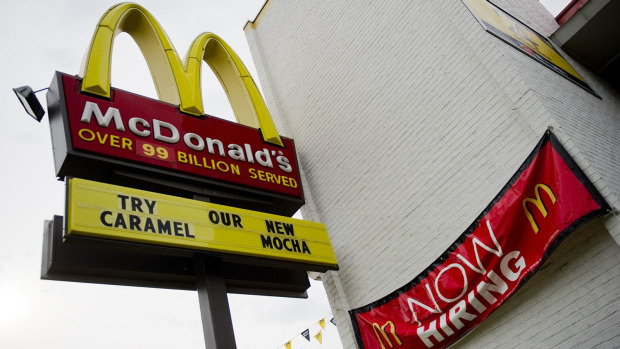 McDonald's
OVER 99 BILLION SERVED
TRY OUR NEW
CARAMEL MOCHA
NOW
HIRING